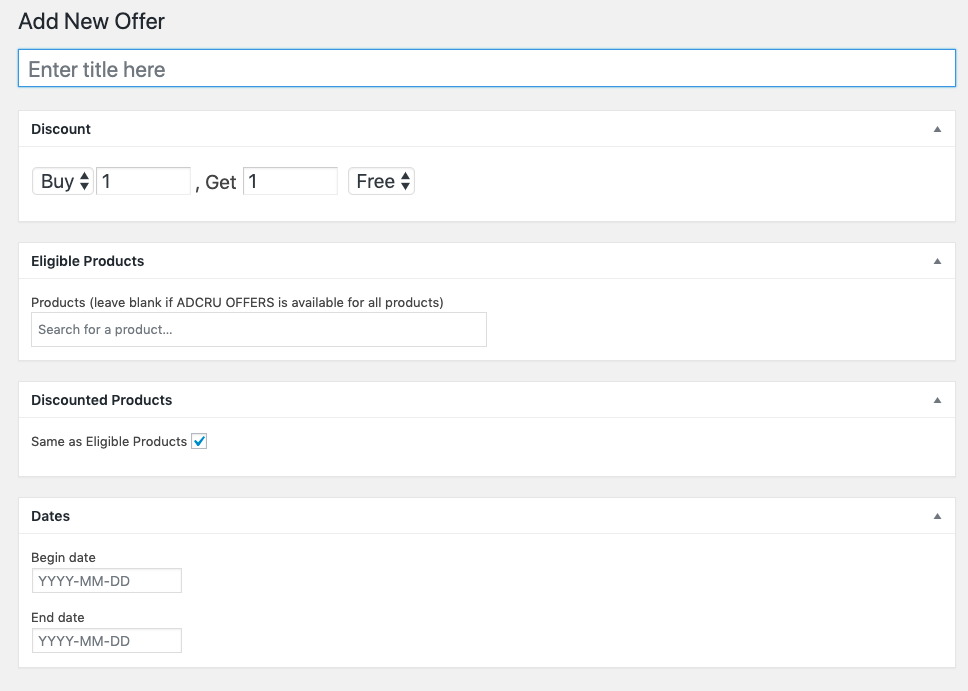 Add New Offer
Enter title here
Discount
Buy 1 , Get 1 Free
Eligible Products
Products (leave blank if ADCRU OFFERS is available for all products)
Search for a product...
Discounted Products
Same as Eligible Products
Dates
Begin date
YYYY-MM-DD
End date
YYYY-MM-DD